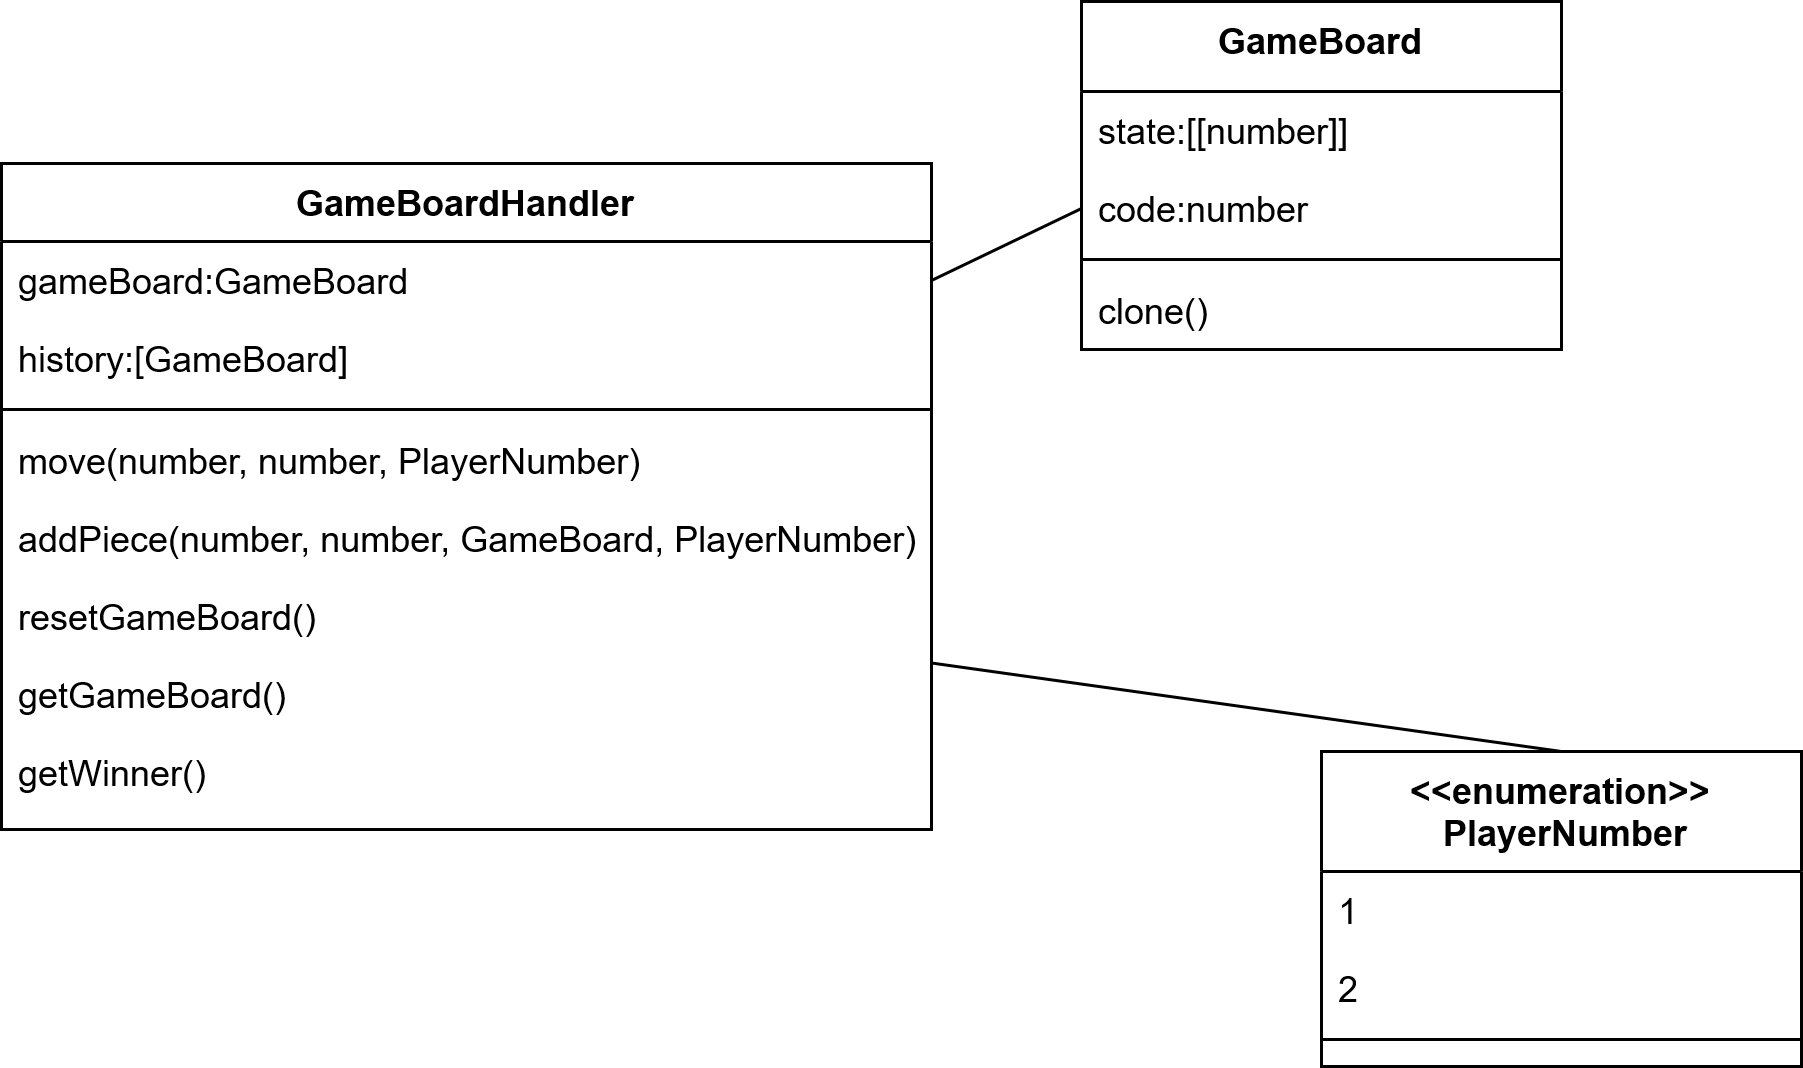 GameBoard
state:[[number]]
code:number
clone()
GameBoardHandler
gameBoard:GameBoard
history:[GameBoard]
move(number, number, PlayerNumber)
addPiece(number, number, GameBoard, PlayerNumber)
resetGameBoard()
getGameBoard()
getWinner()
<<enumeration>>
PlayerNumber
1
2